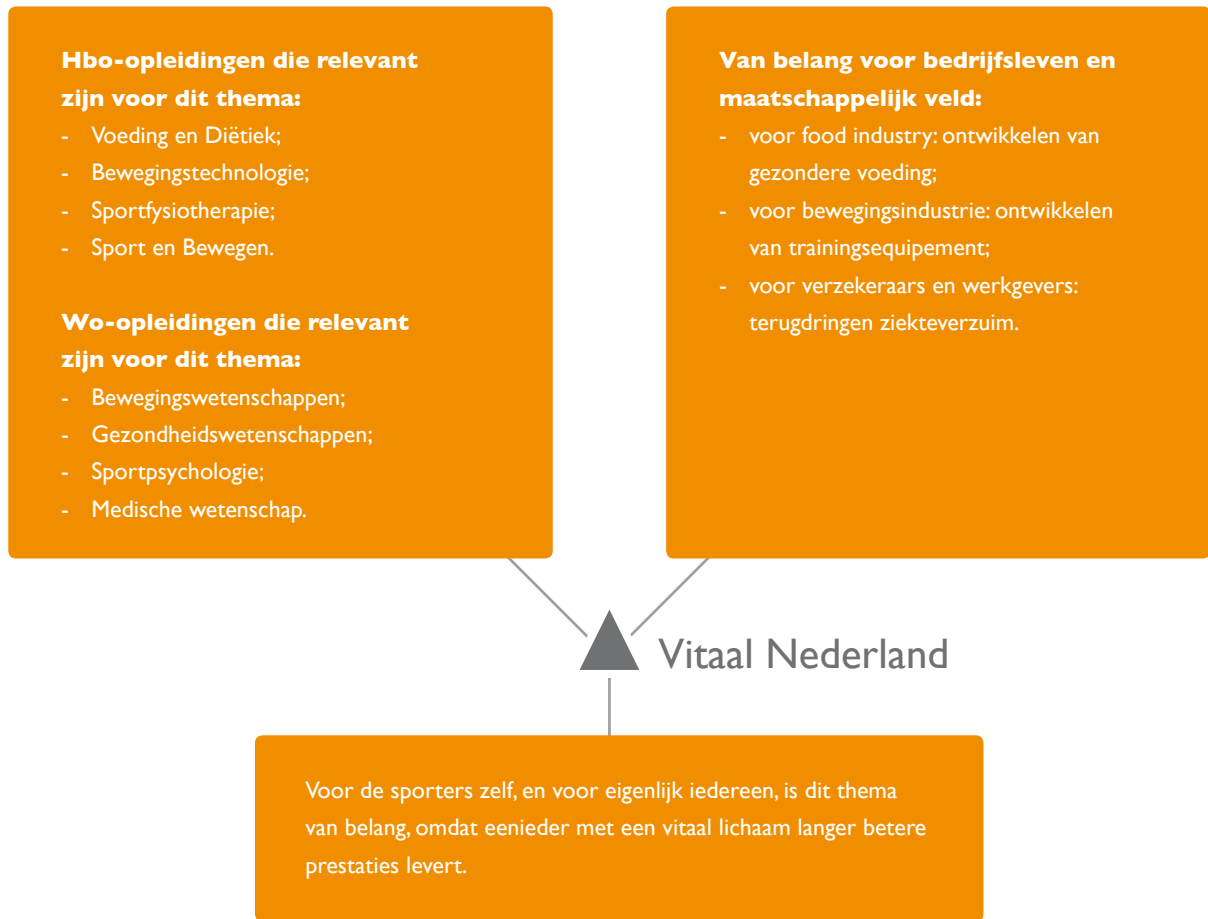 Hbo-opleidingen die relevant
zijn voor dit thema:
- Voeding en Diëtiek;
- Bewegingstechnologie;
- Sportfysiotherapie;
- Sport en Bewegen.
Wo-opleidingen die relevant
zijn voor dit thema:
- Bewegingswetenschappen;
- Gezondheidswetenschappen;
- Sportpsychologie;
- Medische wetenschap.
Van belang voor bedrijfsleven en
maatschappelijk veld:
- voor food industry: ontwikkelen van
gezondere voeding;
- voor bewegingsindustrie: ontwikkelen
van trainingsequipement;
- voor verzekeraars en werkgevers:
terugdringen ziekteverzuim.
Vitaal Nederland
Voor de sporters zelf, en voor eigenlijk iedereen, is dit thema
van belang, omdat eenieder met een vitaal lichaam langer betere
prestaties levert.